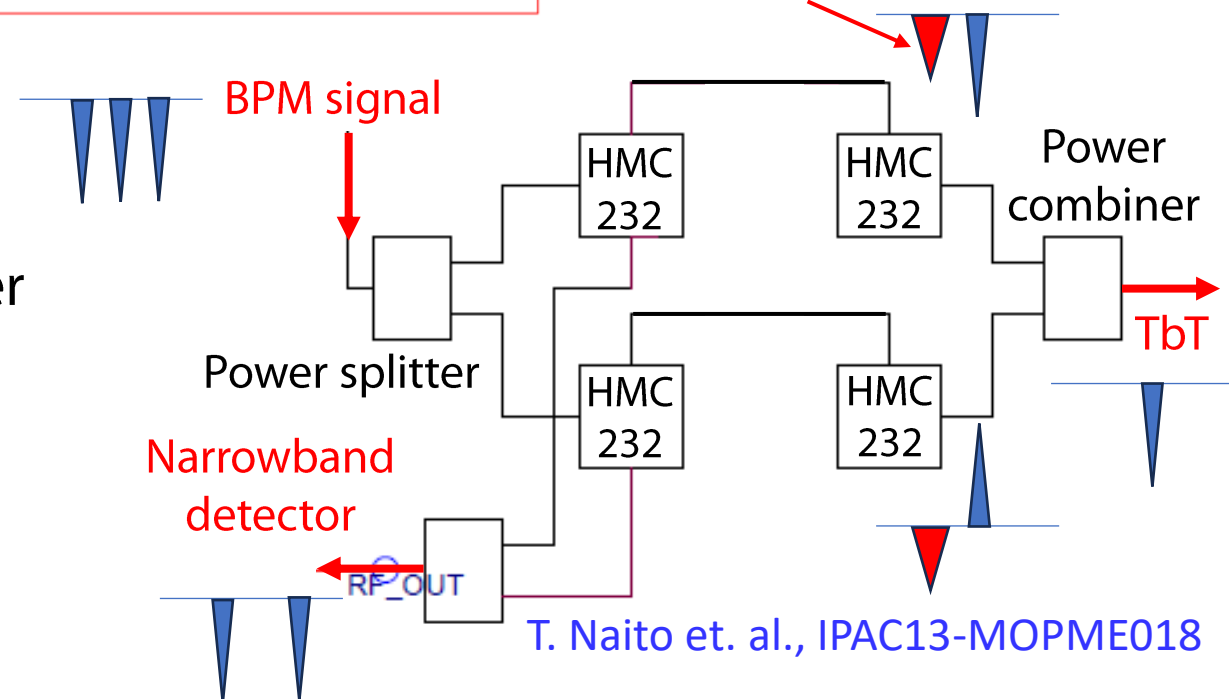 BPM signal
HMC
232
HMC
232
Power
combiner
er
TbT
Power splitter
HMC
232
HMC
232
Narrowband
detector
RF_OUT
T. Naito et. al., IPAC13-MOPME018